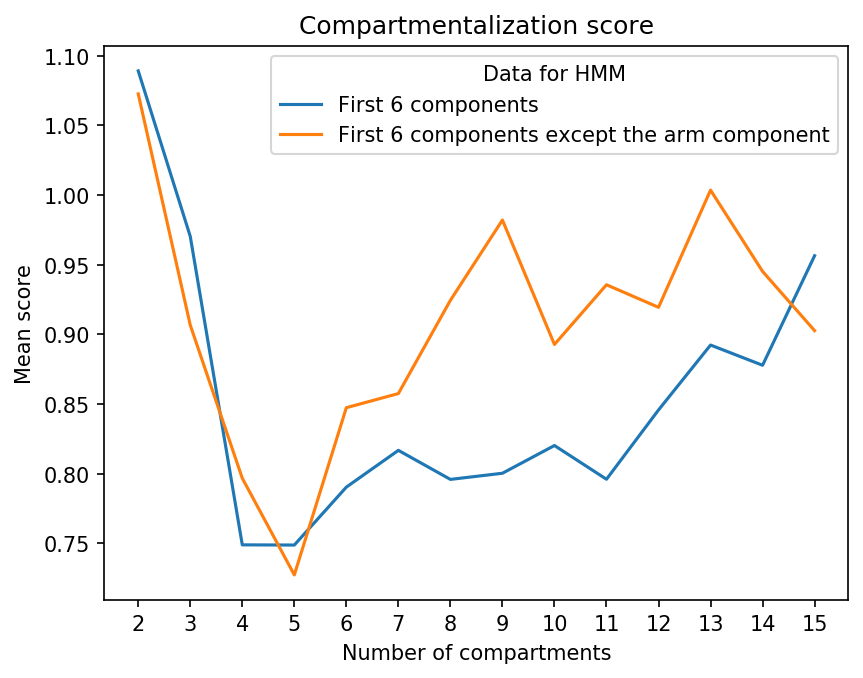 Compartmentalization score
Data for HMM
First 6 components
First 6 components except the arm component
Mean score
1.10
1.05
1.00
0.95
0.90
0.85
0.80
0.75
2 3 4 5 6 7 8 9 10 11 12 13 14 15
Number of compartments